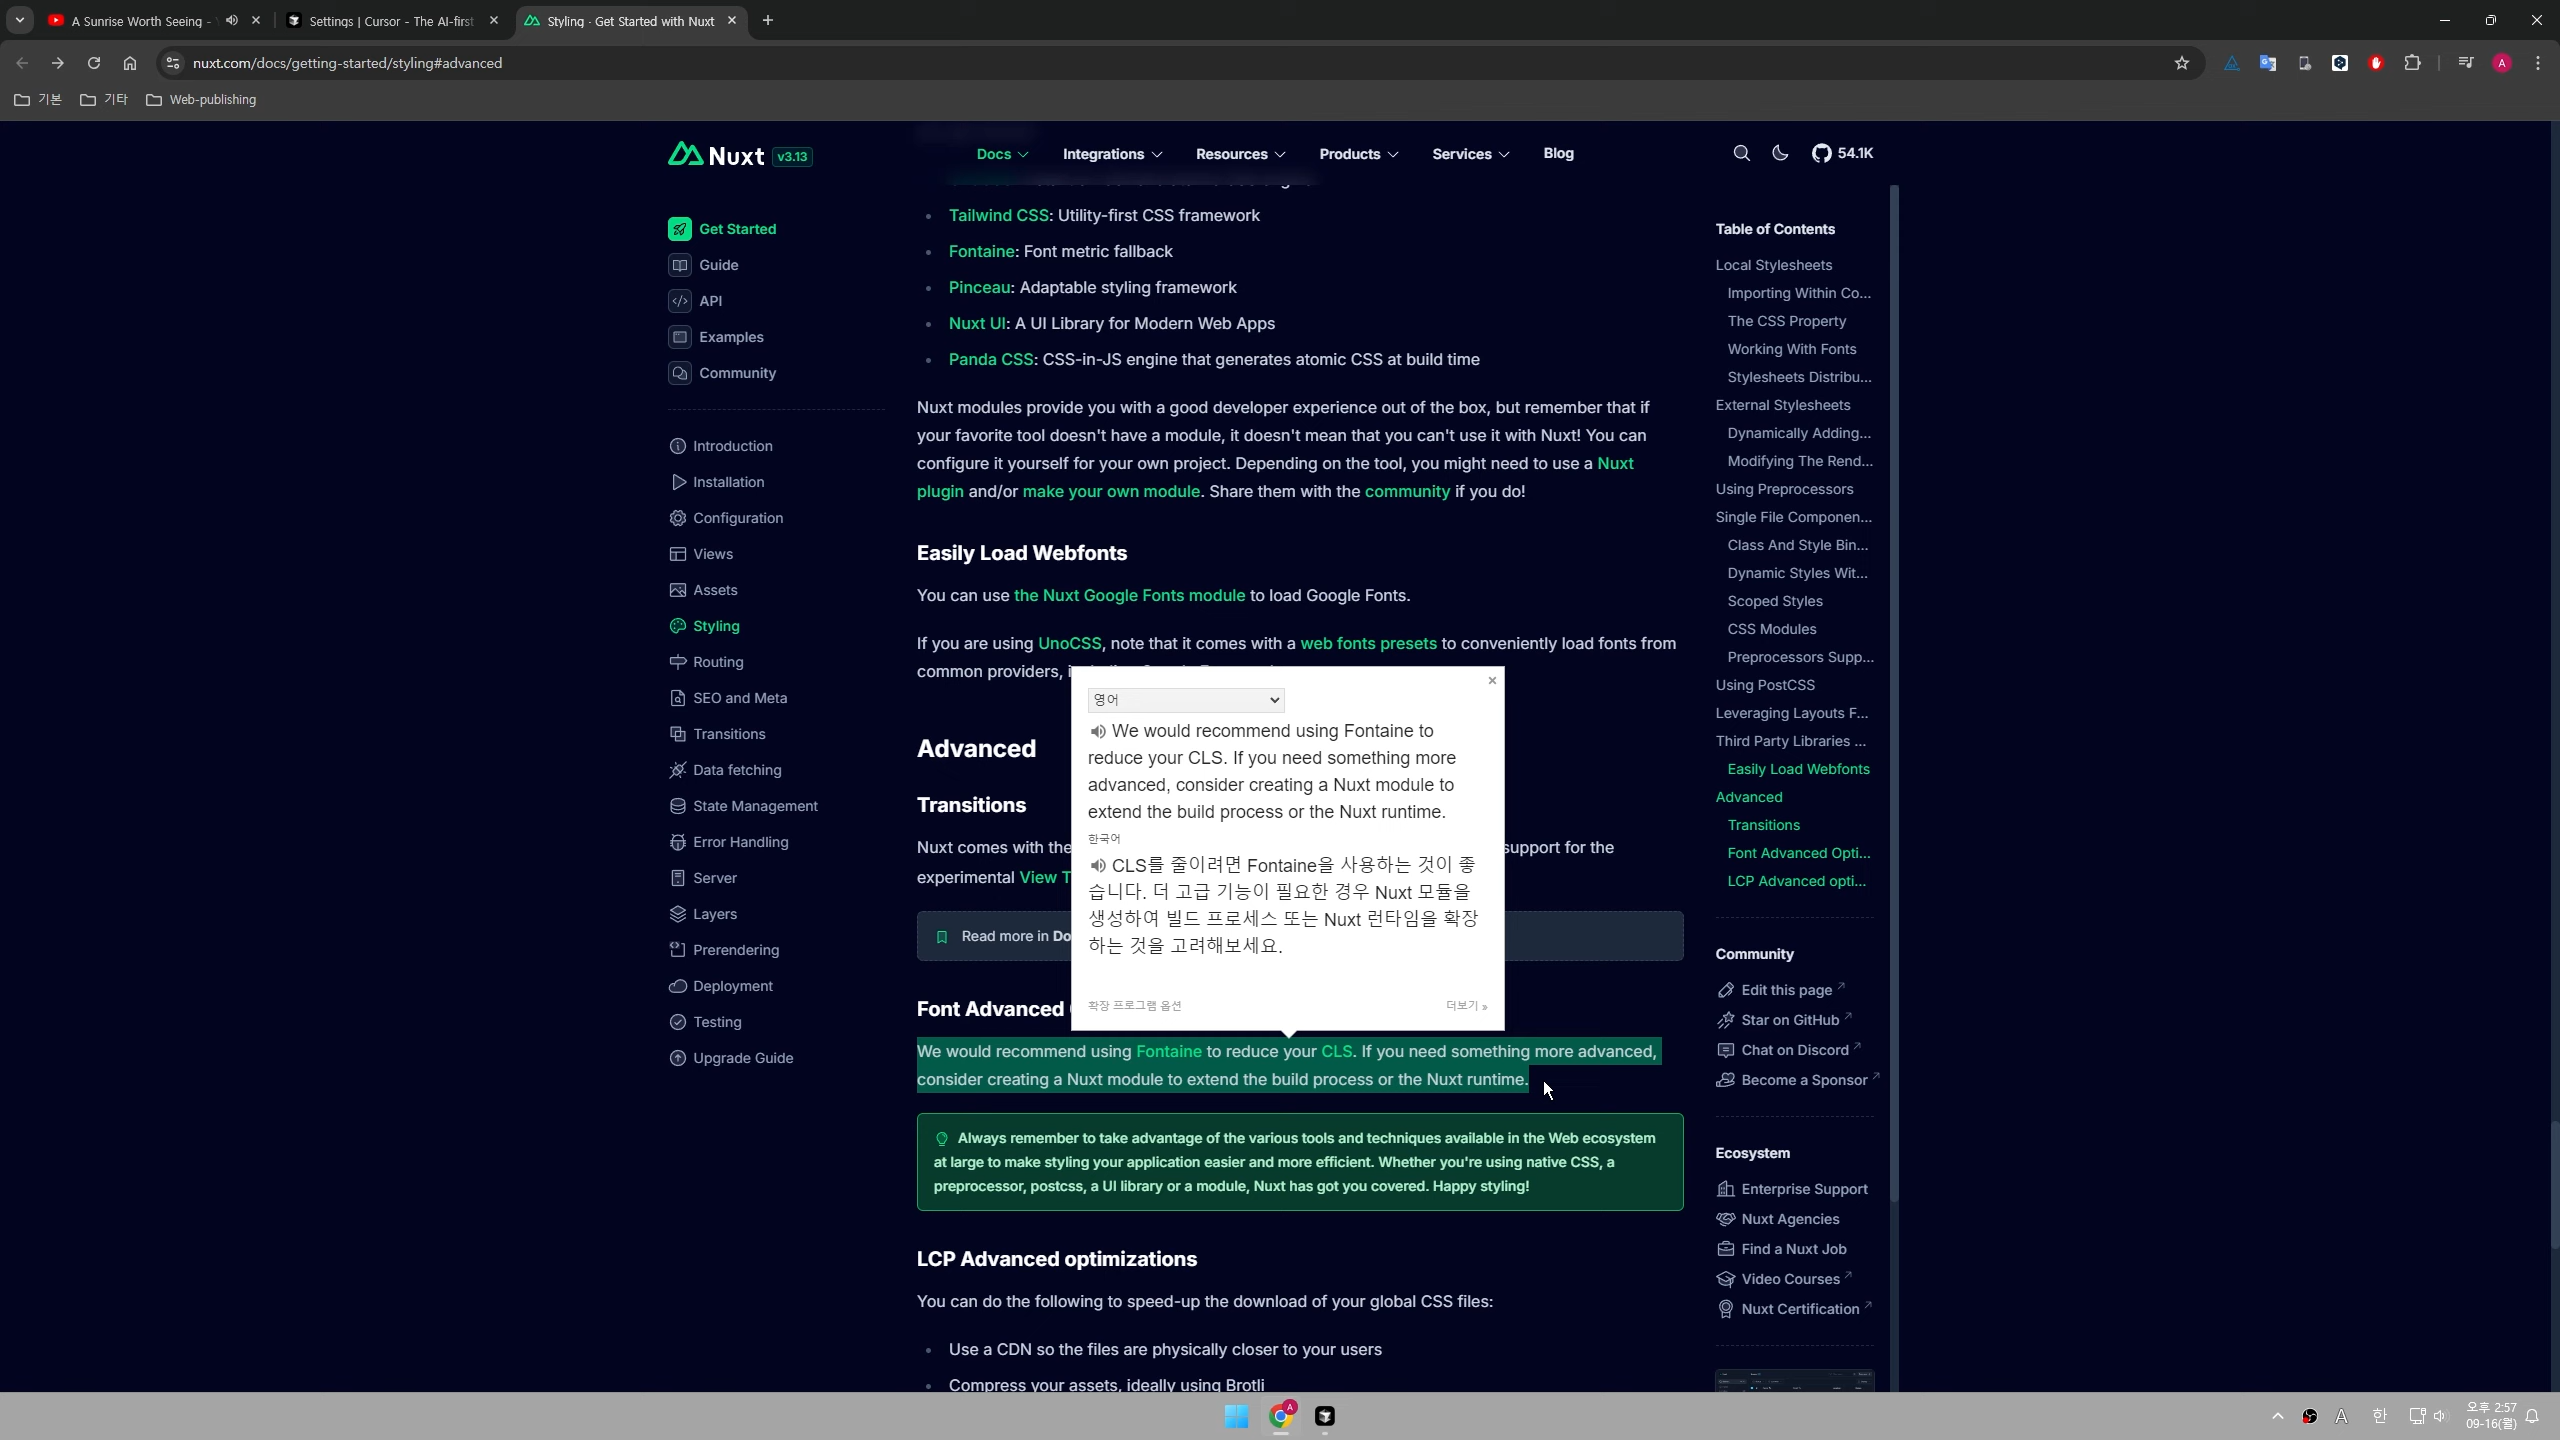 A Sunrise Worth Seeing -
Settings | Cursor - The AI-first
Styling · Get Started with Nuxt
nuxt.com/docs/getting-started/styling#advanced
기본
기타
Web-publishing
Nuxt v3.13
Docs
Integrations
Resources
Products
Services
Blog
54.1K
Get Started
Guide
API
Examples
Community
Introduction
Installation
Configuration
Views
Assets
Styling
Routing
SEO and Meta
Transitions
Data fetching
State Management
Error Handling
Server
Layers
Prerendering
Deployment
Testing
Upgrade Guide
Tailwind CSS: Utility-first CSS framework
Fontaine: Font metric fallback
Pinceau: Adaptable styling framework
Nuxt UI: A UI Library for Modern Web Apps
Panda CSS: CSS-in-JS engine that generates atomic CSS at build time
Nuxt modules provide you with a good developer experience out of the box, but remember that if
your favorite tool doesn't have a module, it doesn't mean that you can't use it with Nuxt! You can
configure it yourself for your own project. Depending on the tool, you might need to use a Nuxt
plugin and/or make your own module. Share them with the community if you do!
Easily Load Webfonts
You can use the Nuxt Google Fonts module to load Google Fonts.
If you are using UnoCSS, note that it comes with a web fonts presets to conveniently load fonts from
common providers,
Advanced
Transitions
Nuxt comes with the
support for the
experimental View T
Read more in Do
영어
We would recommend using Fontaine to
reduce your CLS. If you need something more
advanced, consider creating a Nuxt module to
extend the build process or the Nuxt runtime.
한국어
CLS를 줄이려면 Fontaine을 사용하는 것이 좋
습니다. 더 고급 기능이 필요한 경우 Nuxt 모듈을
생성하여 빌드 프로세스 또는 Nuxt 런타임을 확장
하는 것을 고려해보세요.
확장 프로그램 옵션
더보기 »
Font Advanced
We would recommend using Fontaine to reduce your CLS. If you need something more advanced,
consider creating a Nuxt module to extend the build process or the Nuxt runtime.
Always remember to take advantage of the various tools and techniques available in the Web ecosystem
at large to make styling your application easier and more efficient. Whether you're using native CSS, a
preprocessor, postcss, a UI library or a module, Nuxt has got you covered. Happy styling!
LCP Advanced optimizations
You can do the following to speed-up the download of your global CSS files:
Use a CDN so the files are physically closer to your users
Compress your assets, ideally using Brotli
Table of Contents
Local Stylesheets
Importing Within Co...
The CSS Property
Working With Fonts
Stylesheets Distribu...
External Stylesheets
Dynamically Adding...
Modifying The Rend...
Using Preprocessors
Single File Componen...
Class And Style Bin...
Dynamic Styles Wit...
Scoped Styles
CSS Modules
Preprocessors Supp...
Using PostCSS
Leveraging Layouts F...
Third Party Libraries ...
Easily Load Webfonts
Advanced
Transitions
Font Advanced Opti...
LCP Advanced opti...
Community
Edit this page
Star on GitHub
Chat on Discord
Become a Sponsor
Ecosystem
Enterprise Support
Nuxt Agencies
Find a Nuxt Job
Video Courses
Nuxt Certification
A
한
오후 2:57
09-16(월)